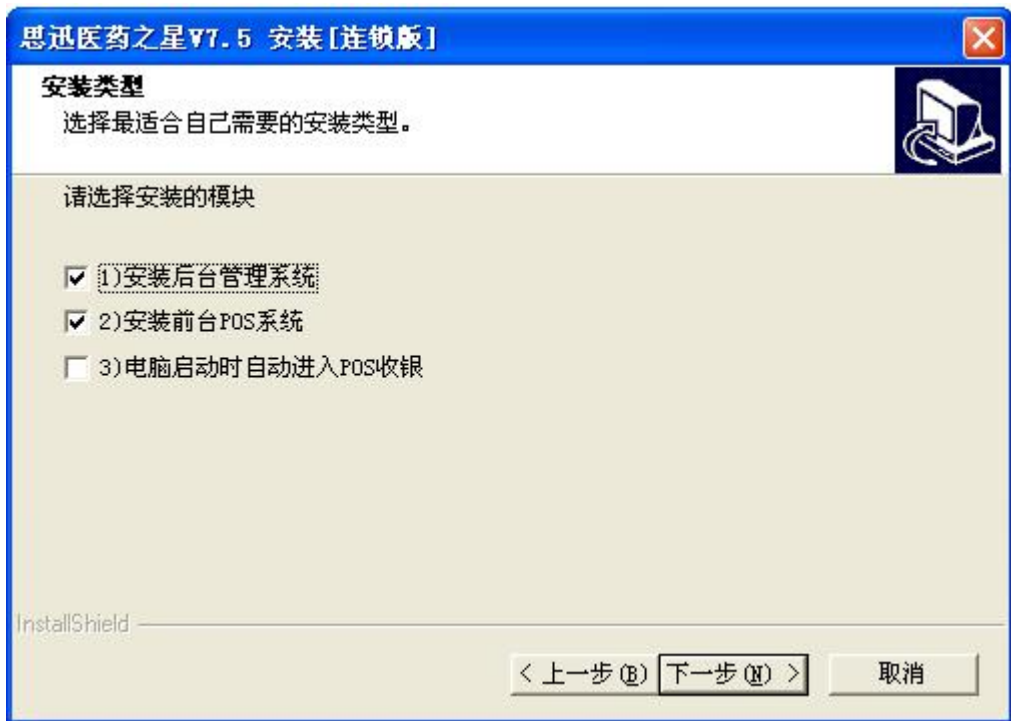 思迅医药之星V7.5 安装[连锁版]
安装类型
选择最适合自己需要的安装类型。
请选择安装的模块
1)安装后台管理系统
2)安装前台POS系统
3)电脑启动时自动进入POS收银
InstallShield
< 上一步(B) 下一步(N) > 取消